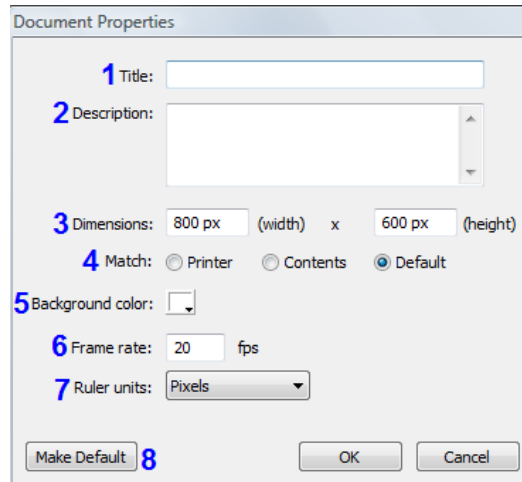 Document Properties
1 Title:
2 Description:
3 Dimensions: 800 px (width) x 600 px (height)
4 Match: Printer Contents Default
5 Background color:
6 Frame rate: 20 fps
7 Ruler units: Pixels
Make Default 8 OK Cancel